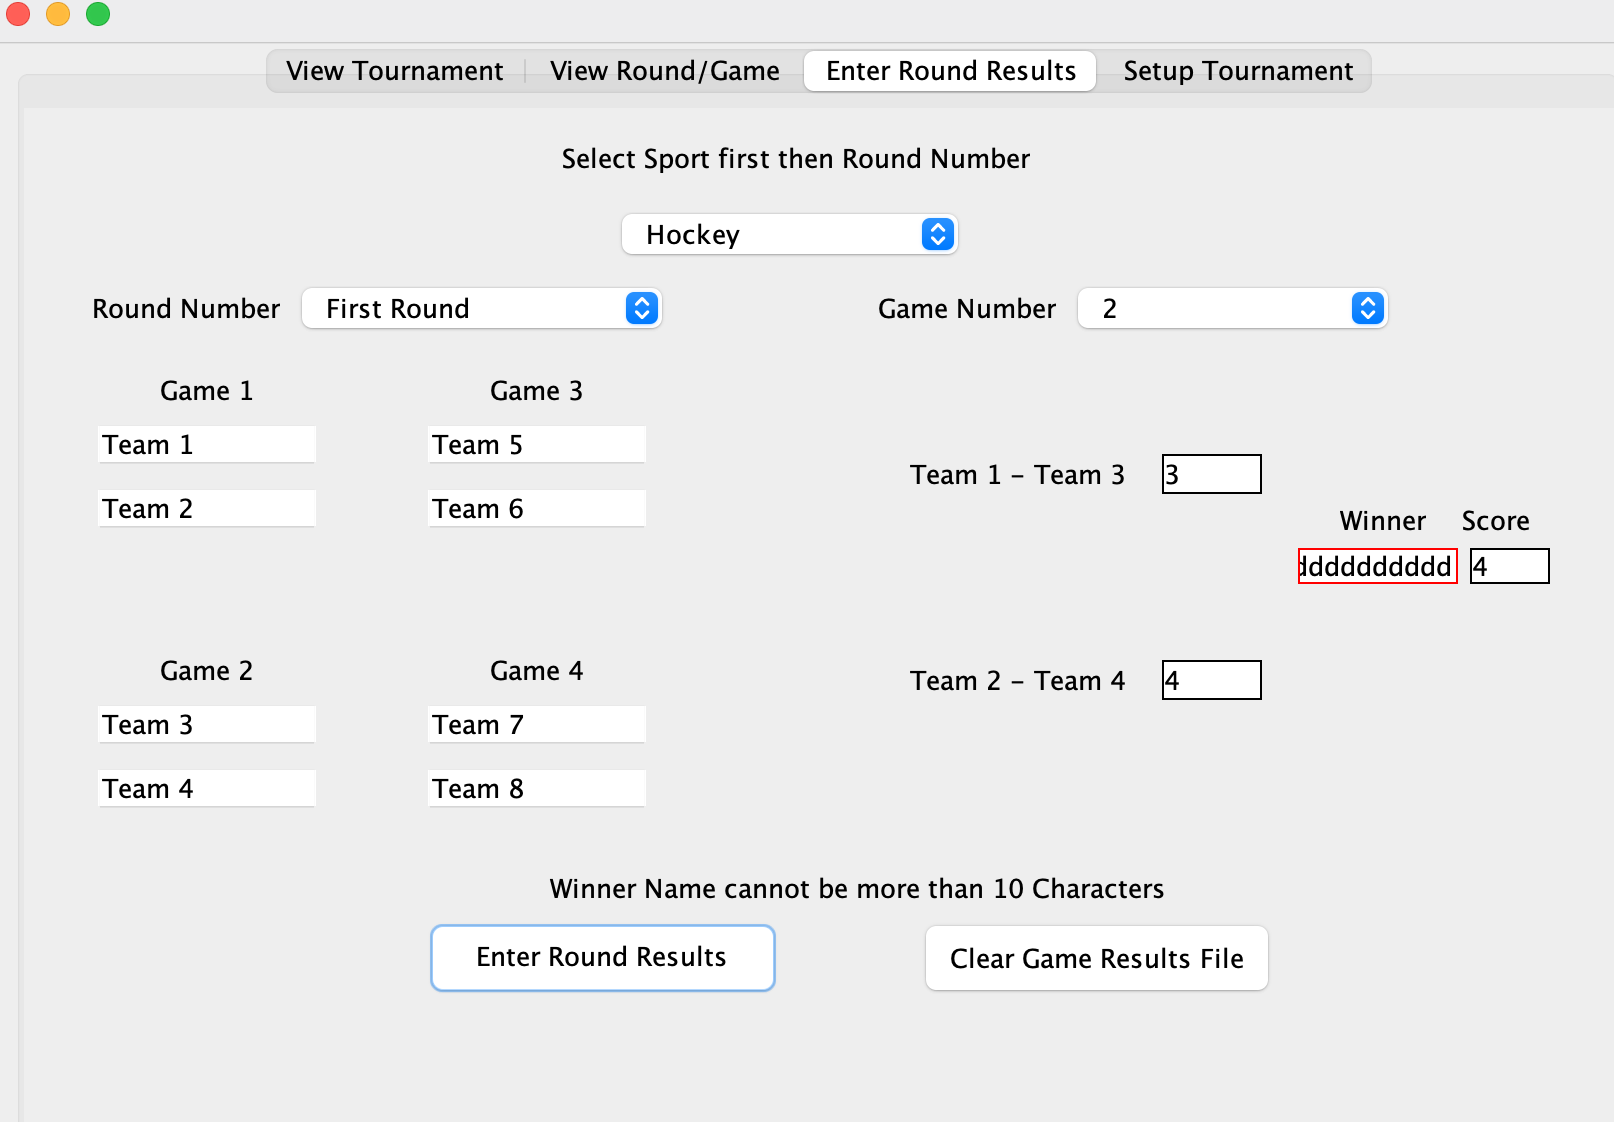 View Tournament
View Round/Game
Enter Round Results
Setup Tournament
Select Sport first then Round Number
Hockey
Round Number
First Round
Game Number
2
Game 1
Game 3
Team 1
Team 5
Team 2
Team 6
Team 1 - Team 3
3
Winner
Score
dddddddddd
4
Game 2
Game 4
Team 2 - Team 4
4
Team 3
Team 7
Team 4
Team 8
Winner Name cannot be more than 10 Characters
Enter Round Results
Clear Game Results File